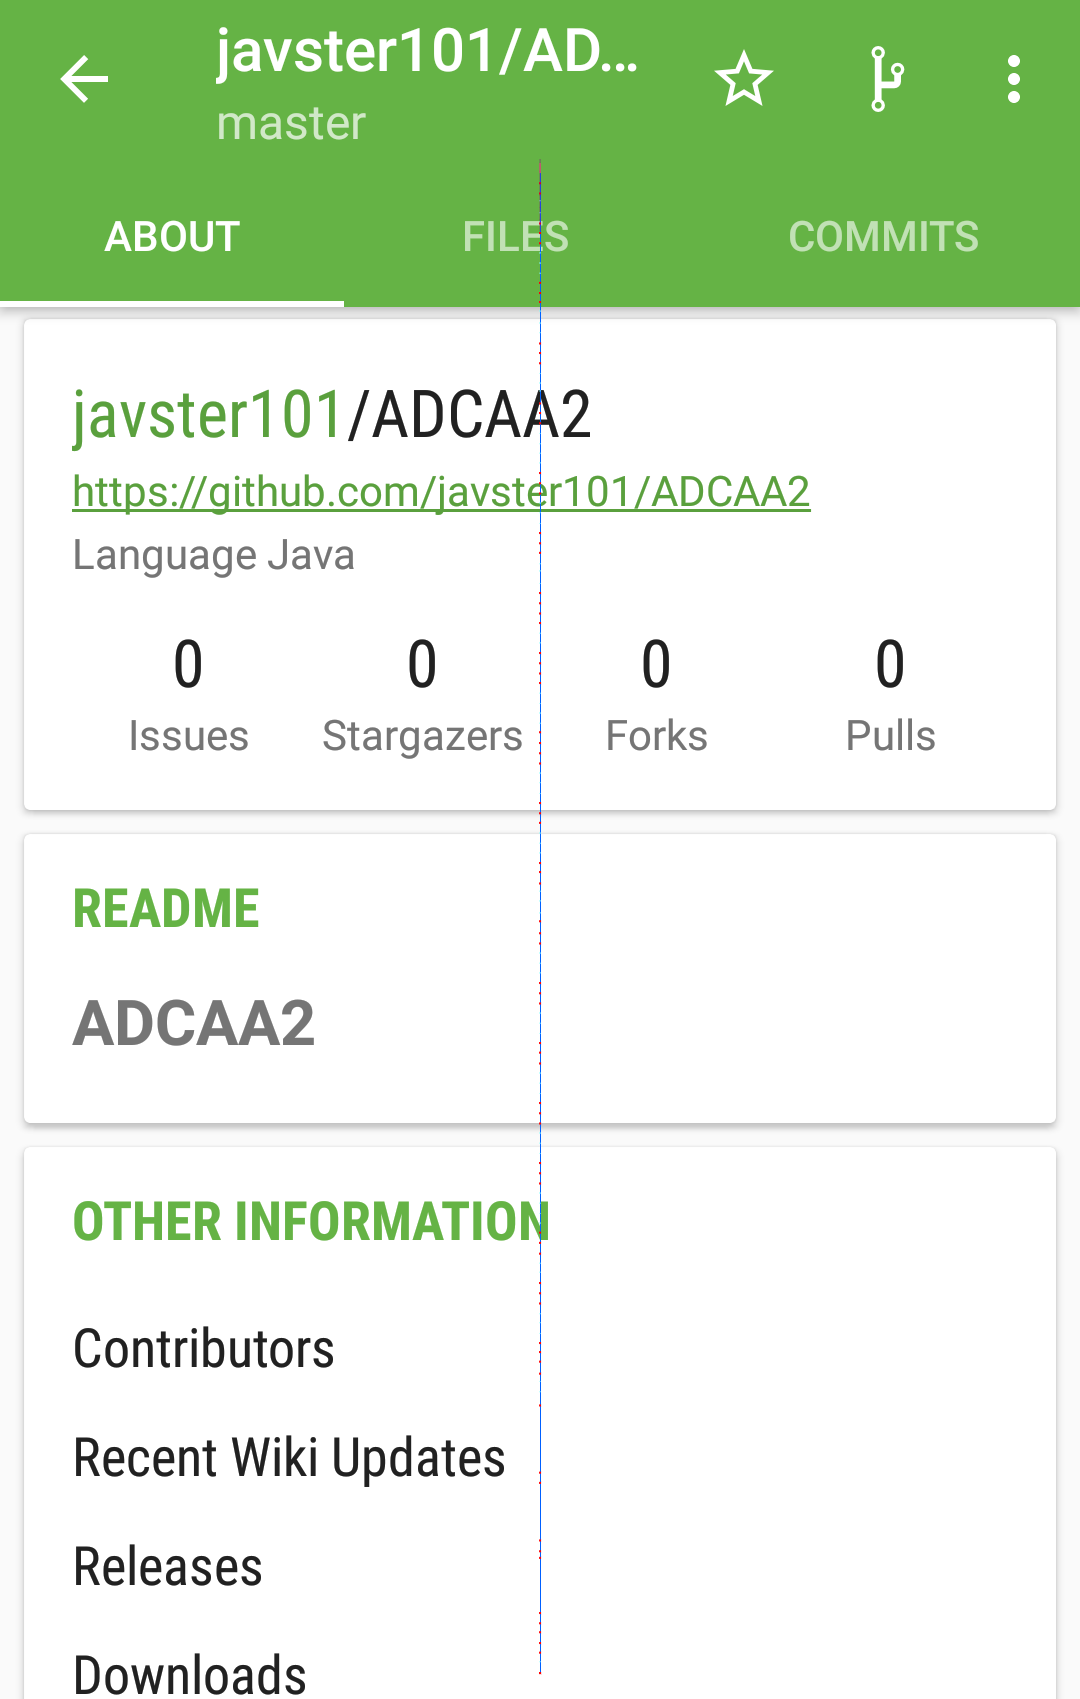 javster101/AD...
master
ABOUT FILES COMMITS
javster101/ADCAA2
https://github.com/javster101/ADCAA2
Language Java
0 0 0 0
Issues Stargazers Forks Pulls
README
ADCAA2
OTHER INFORMATION
Contributors
Recent Wiki Updates
Releases
Downloads